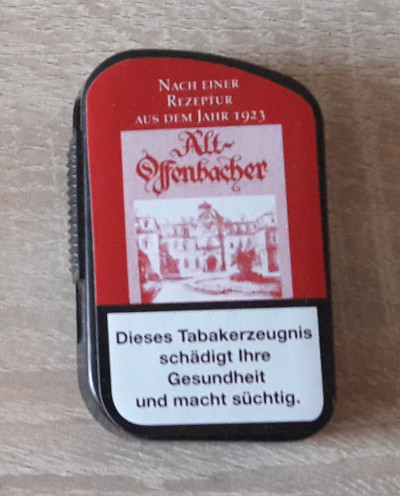 NACH EINER
REZEPTUR
AUS DEM JAHR 1923
Alt-
Offenbacher
Dieses Tabakerzeugnis
schädigt Ihre
Gesundheit
und macht süchtig.